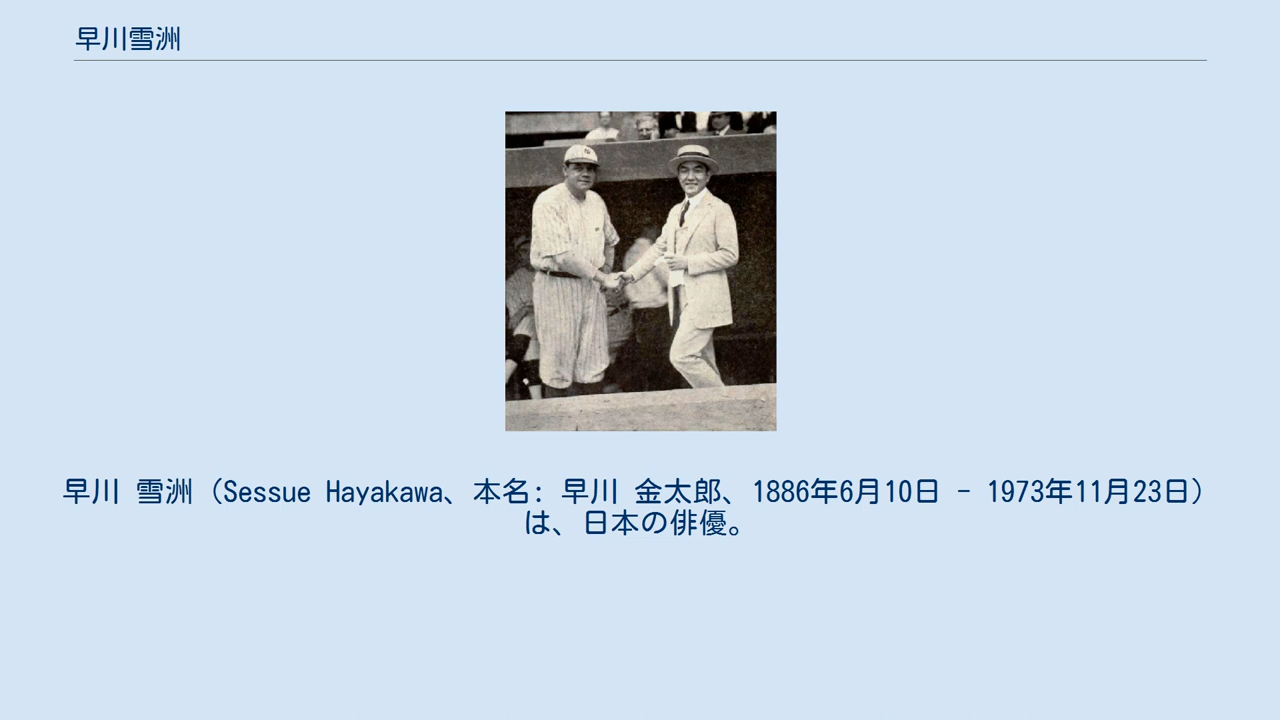 早川雪洲
早川 雪洲（Sessue Hayakawa、本名: 早川 金太郎、1886年6月10日 - 1973年11月23日）
は、日本の俳優。